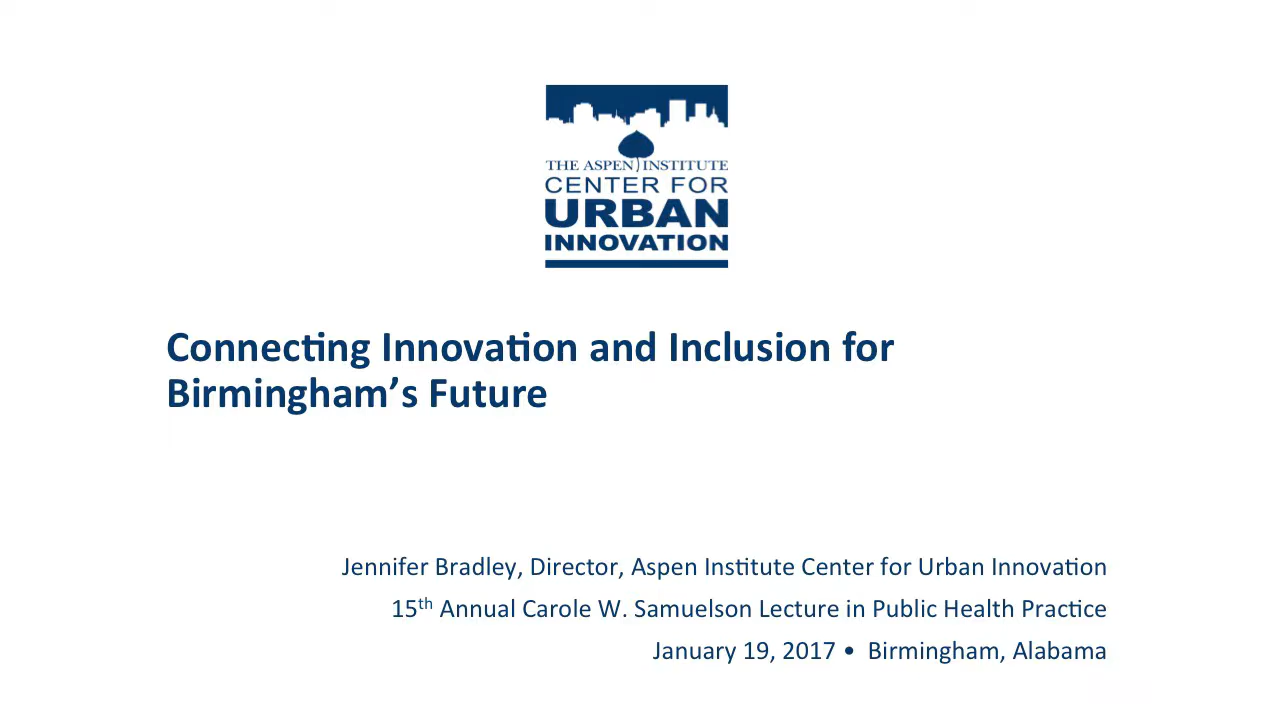 THE ASPEN INSTITUTE
CENTER FOR
URBAN
INNOVATION
Connecting Innovation and Inclusion for
Birmingham’s Future
Jennifer Bradley, Director, Aspen Institute Center for Urban Innovation
15th Annual Carole W. Samuelson Lecture in Public Health Practice
January 19, 2017 • Birmingham, Alabama